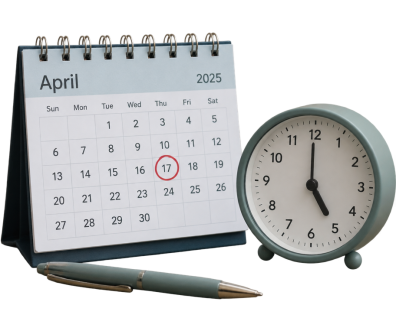 April 2025
Sun Mon Tue Wed Thu Fri Sat
1 2 3 4 5
6 7 8 9 10 11 12
13 14 15 16 17 18 19
20 21 22 23 24 25 26
27 28 29 30
12
11 1
10 2
9 3
8 4
7 5
6